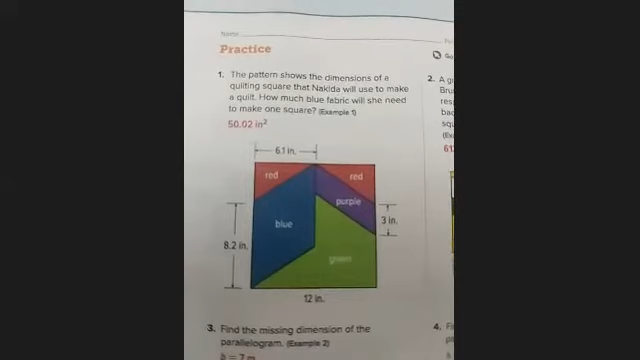 Name
Practice
Go
1. The pattern shows the dimensions of a
quilting square that Nakida will use to make
a quilt. How much blue fabric will she need
to make one square? (Example 1)
50.02 in²
6.1 in.
red
red
purple
blue
3 in.
8.2 in.
green
12 in.
2. A
3. Find the missing dimension of the
parallelogram. (Example 2)
h = 7 m
4.